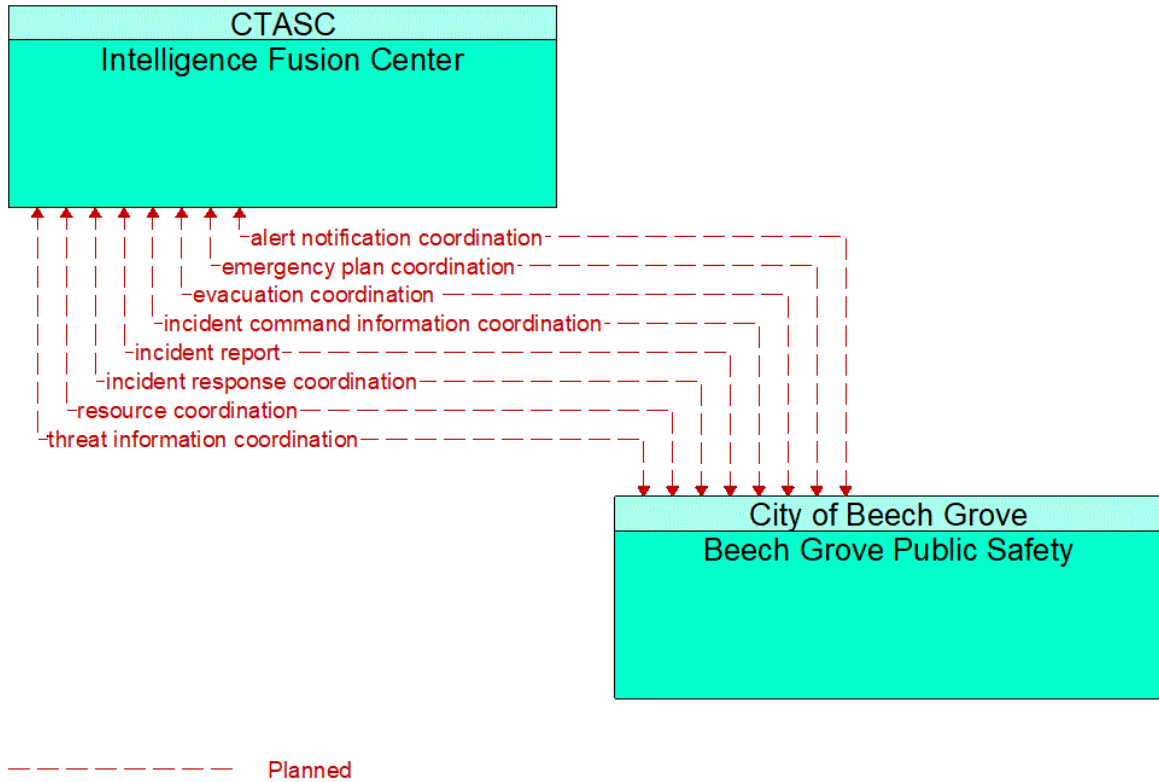 CTASC
Intelligence Fusion Center
alert notification coordination
emergency plan coordination
evacuation coordination
incident command information coordination
incident report
incident response coordination
resource coordination
threat information coordination
City of Beech Grove
Beech Grove Public Safety
Planned